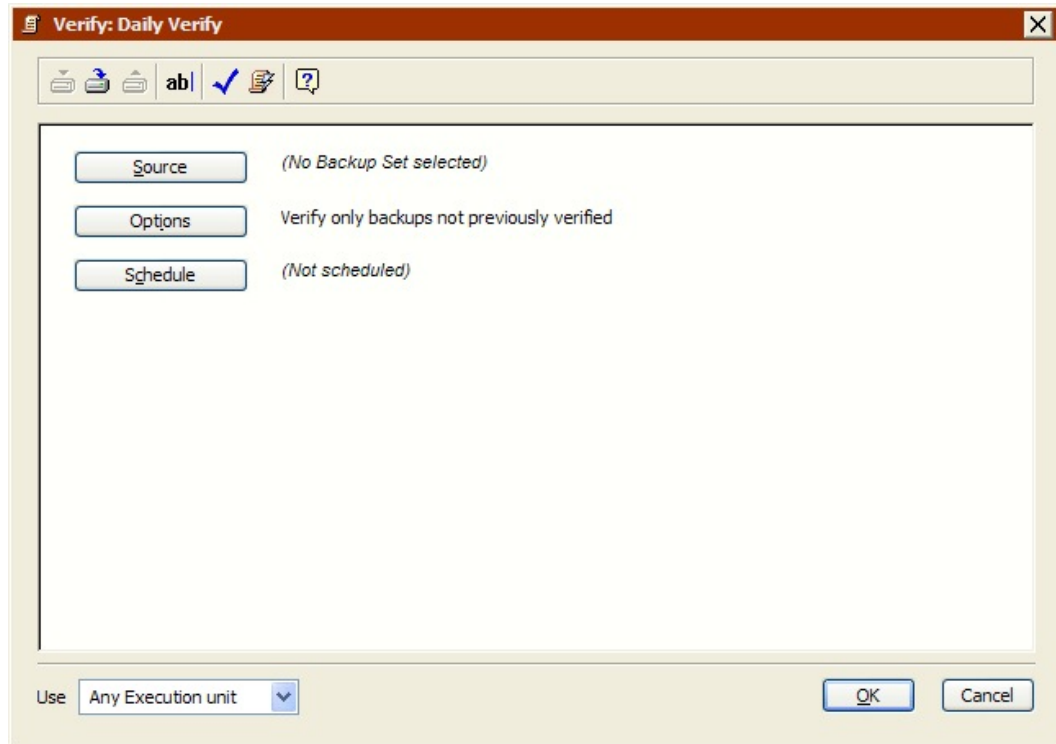 Verify: Daily Verify
ab|
Source (No Backup Set selected)
Options Verify only backups not previously verified
Schedule (Not scheduled)
Use Any Execution unit OK Cancel